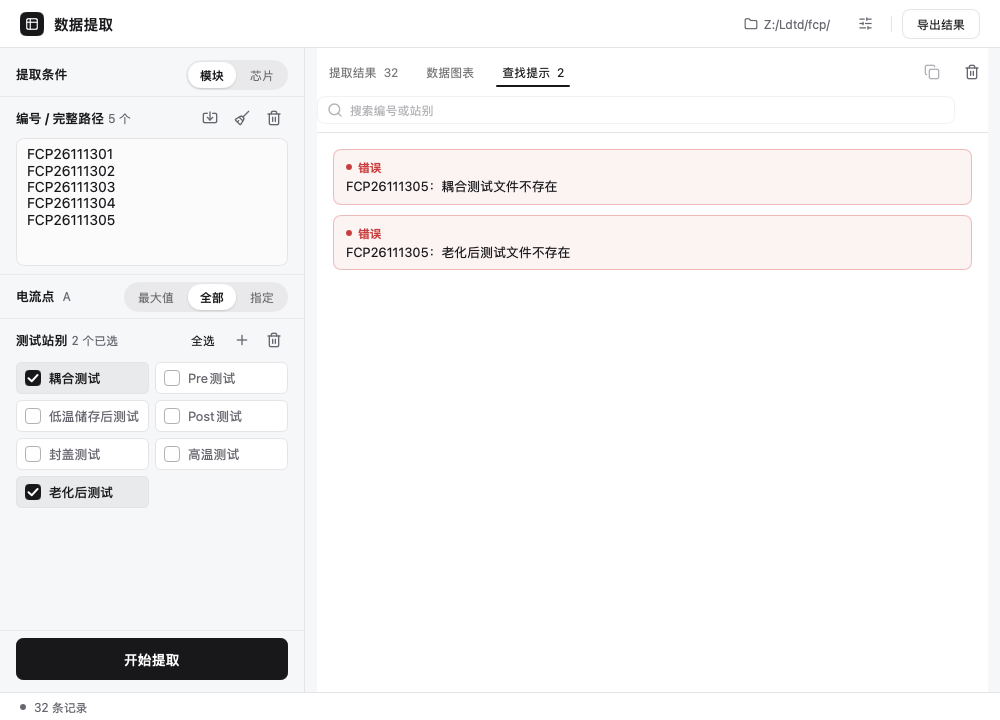 数据提取
Z:/Ldtd/fcp/
导出结果
提取条件
模块
芯片
编号 / 完整路径 5 个
FCP26111301
FCP26111302
FCP26111303
FCP26111304
FCP26111305
电流点 A
最大值
全部
指定
测试站别 2 个已选
全选
耦合测试
Pre测试
低温储存后测试
Post测试
封盖测试
高温测试
老化后测试
开始提取
提取结果 32
数据图表
查找提示 2
搜索编号或站别
错误
FCP26111305：耦合测试文件不存在
错误
FCP26111305：老化后测试文件不存在
32 条记录